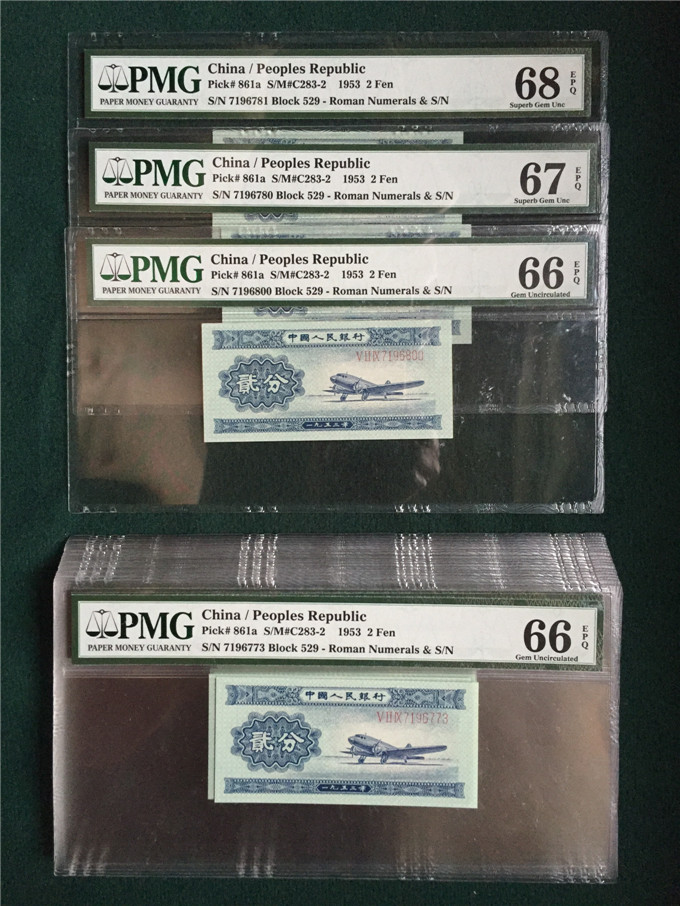 PMG
PAPER MONEY GUARANTY
China / Peoples Republic
Pick# 861a S/M#C283-2 1953 2 Fen
S/N 7196781 Block 529 - Roman Numerals & S/N
68 EPQ
Superb Gem Unc
PMG
PAPER MONEY GUARANTY
China / Peoples Republic
Pick# 861a S/M#C283-2 1953 2 Fen
S/N 7196780 Block 529 - Roman Numerals & S/N
67 EPQ
Superb Gem Unc
PMG
PAPER MONEY GUARANTY
China / Peoples Republic
Pick# 861a S/M#C283-2 1953 2 Fen
S/N 7196800 Block 529 - Roman Numerals & S/N
66 EPQ
Gem Uncirculated
中國人民銀行
V II IX 7196800
貳分
一九五三年
PMG
PAPER MONEY GUARANTY
China / Peoples Republic
Pick# 861a S/M#C283-2 1953 2 Fen
S/N 7196773 Block 529 - Roman Numerals & S/N
66 EPQ
Gem Uncirculated
中國人民銀行
V II IX 7196773
貳分
一九五三年